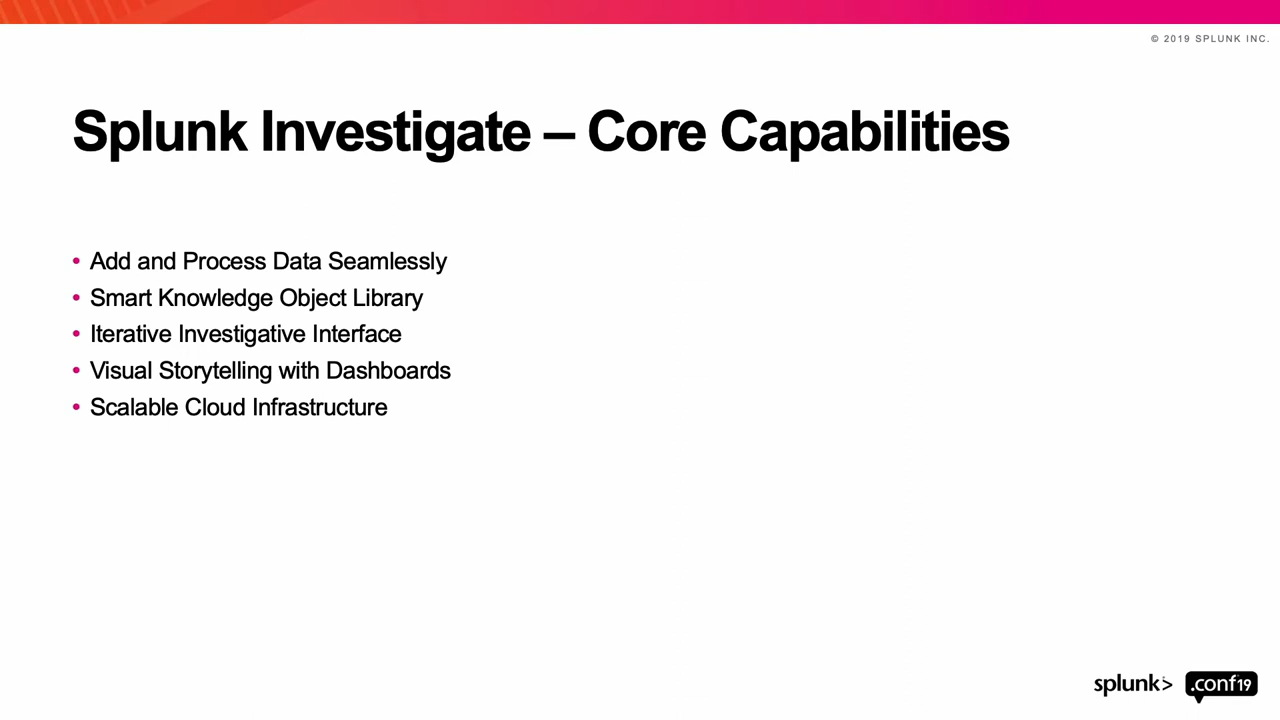 © 2019 SPLUNK INC.
Splunk Investigate – Core Capabilities
• Add and Process Data Seamlessly
• Smart Knowledge Object Library
• Iterative Investigative Interface
• Visual Storytelling with Dashboards
• Scalable Cloud Infrastructure
splunk> .conf19